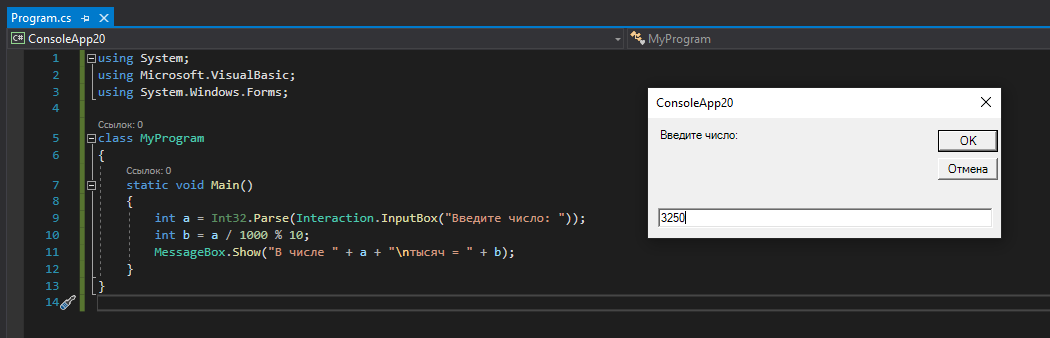 Program.cs
ConsoleApp20
MyProgram
1 using System;
2 using Microsoft.VisualBasic;
3 using System.Windows.Forms;
4
Ссылок: 0
5 class MyProgram
6 {
Ссылок: 0
7 static void Main()
8 {
9 int a = Int32.Parse(Interaction.InputBox("Введите число: "));
10 int b = a / 1000 % 10;
11 MessageBox.Show("В числе " + a + "\nтысяч = " + b);
12 }
13 }
14
ConsoleApp20
Введите число:
OK
Отмена
3250